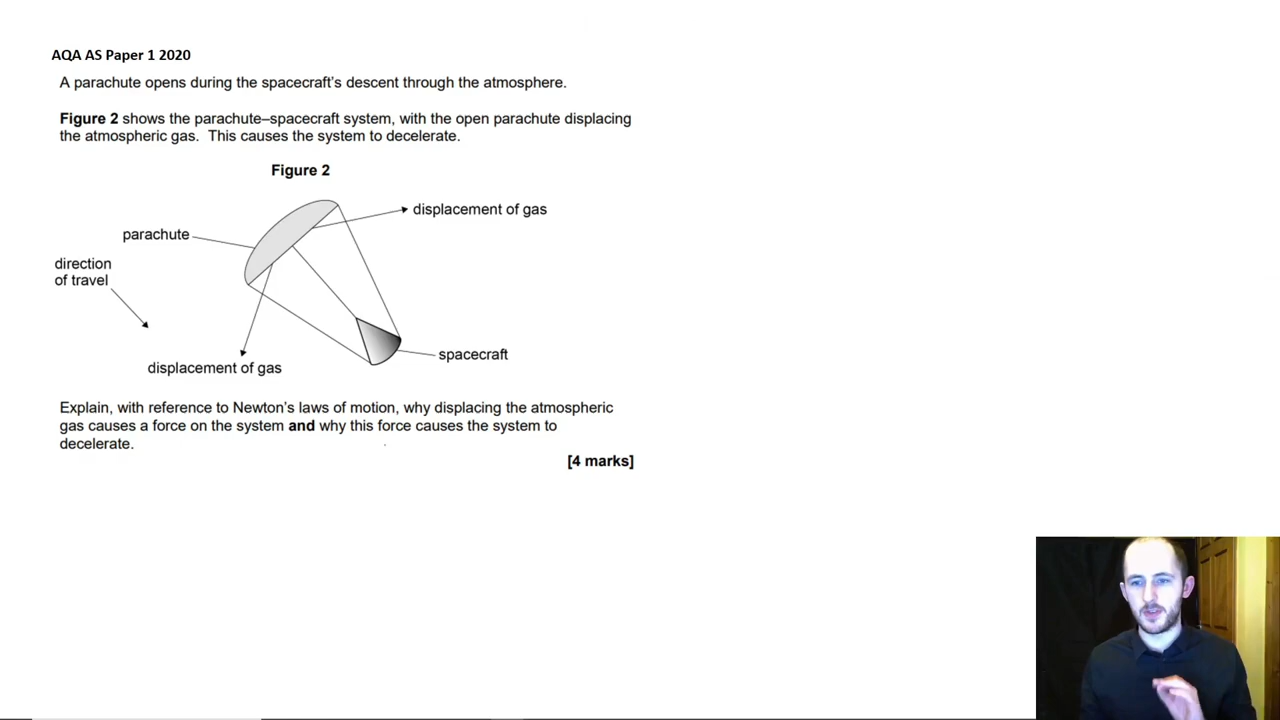 AQA AS Paper 1 2020
A parachute opens during the spacecraft's descent through the atmosphere.
Figure 2 shows the parachute–spacecraft system, with the open parachute displacing
the atmospheric gas. This causes the system to decelerate.
Figure 2
displacement of gas
parachute
direction
of travel
displacement of gas
spacecraft
Explain, with reference to Newton's laws of motion, why displacing the atmospheric
gas causes a force on the system and why this force causes the system to
decelerate.
[4 marks]